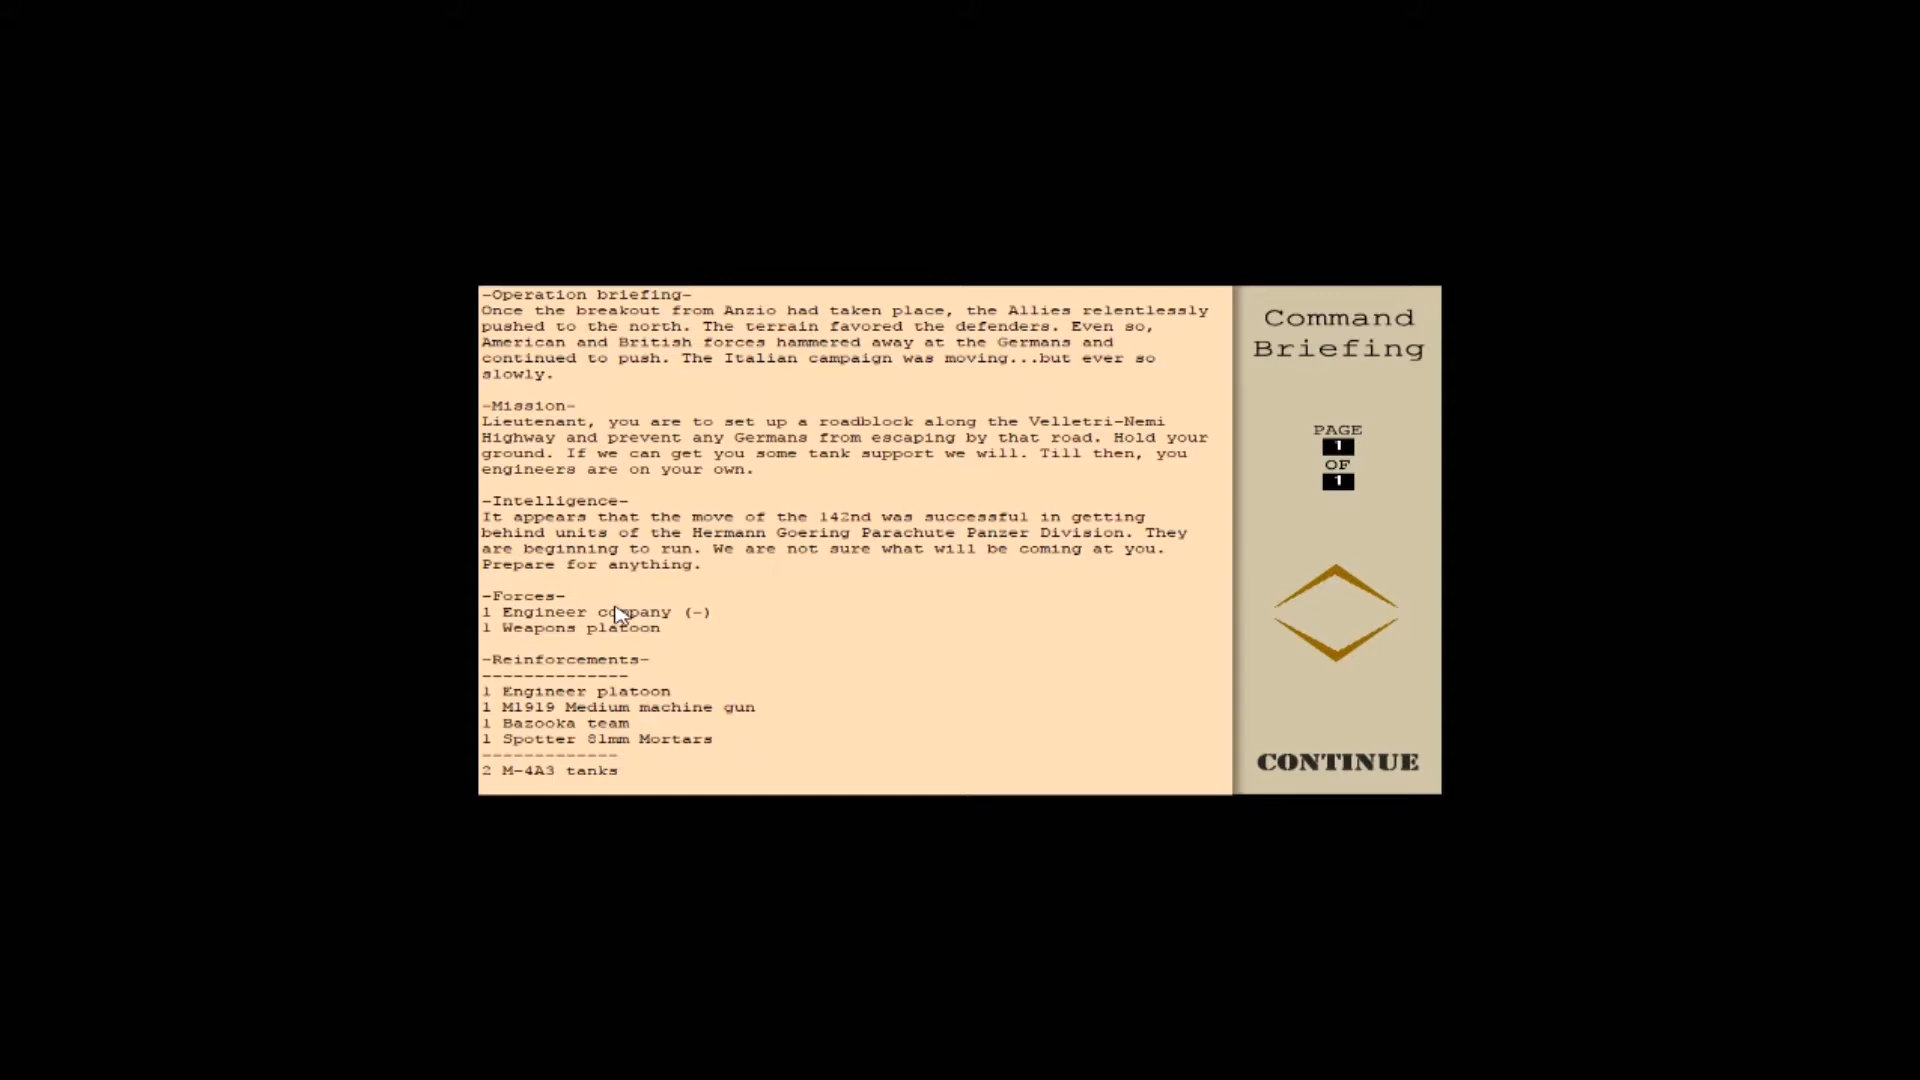 -Operation briefing-
Once the breakout from Anzio had taken place, the Allies relentlessly
pushed to the north. The terrain favored the defenders. Even so,
American and British forces hammered away at the Germans and
continued to push. The Italian campaign was moving...but ever so
slowly.
-Mission-
Lieutenant, you are to set up a roadblock along the Velletri-Nemi
Highway and prevent any Germans from escaping by that road. Hold your
ground. If we can get you some tank support we will. Till then, you
engineers are on your own.
-Intelligence-
It appears that the move of the 142nd was successful in getting
behind units of the Hermann Goering Parachute Panzer Division. They
are beginning to run. We are not sure what will be coming at you.
Prepare for anything.
-Forces-
1 Engineer company (-)
1 Weapons platoon
-Reinforcements-
--------------
1 Engineer platoon
1 M1919 Medium machine gun
1 Bazooka team
1 Spotter 81mm Mortars
-------------
2 M-4A3 tanks
Command
Briefing
PAGE
1
OF
1
CONTINUE